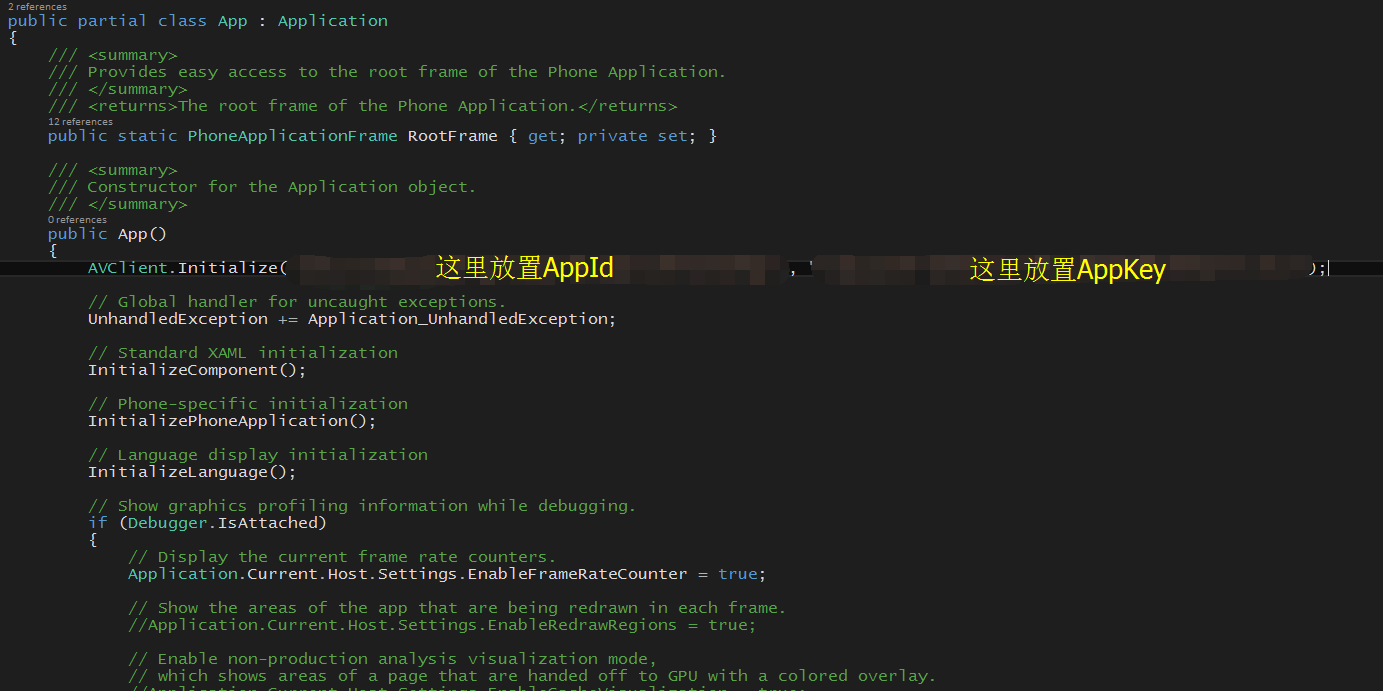 2 references
public partial class App : Application
{
/// <summary>
/// Provides easy access to the root frame of the Phone Application.
/// </summary>
/// <returns>The root frame of the Phone Application.</returns>
12 references
public static PhoneApplicationFrame RootFrame { get; private set; }
/// <summary>
/// Constructor for the Application object.
/// </summary>
0 references
public App()
{
AVClient.Initialize( 这里放置AppId , " 这里放置AppKey );
// Global handler for uncaught exceptions.
UnhandledException += Application_UnhandledException;
// Standard XAML initialization
InitializeComponent();
// Phone-specific initialization
InitializePhoneApplication();
// Language display initialization
InitializeLanguage();
// Show graphics profiling information while debugging.
if (Debugger.IsAttached)
{
// Display the current frame rate counters.
Application.Current.Host.Settings.EnableFrameRateCounter = true;
// Show the areas of the app that are being redrawn in each frame.
//Application.Current.Host.Settings.EnableRedrawRegions = true;
// Enable non-production analysis visualization mode,
// which shows areas of a page that are handed off to GPU with a colored overlay.
//Application.Current.Host.Settings.EnableCacheVisualization = true;